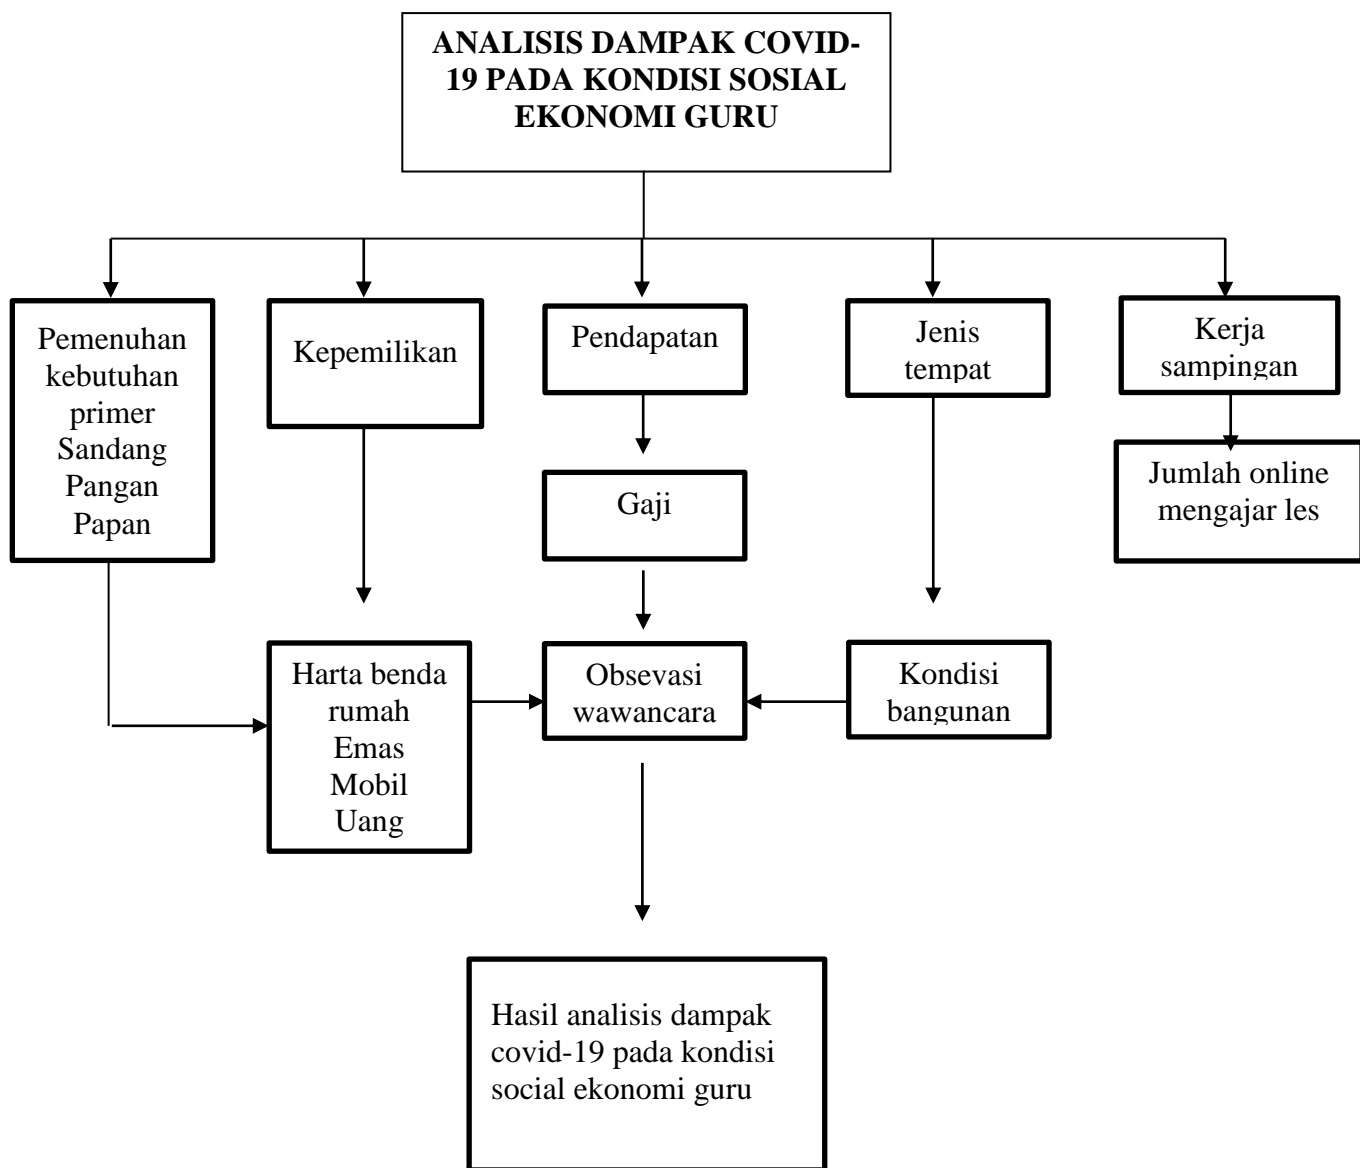 ANALISIS DAMPAK COVID-
19 PADA KONDISI SOSIAL
EKONOMI GURU
Pemenuhan
kebutuhan
primer
Sandang
Pangan
Papan
Kepemilikan
Pendapatan
Jenis
tempat
Kerja
sampingan
Gaji
Jumlah online
mengajar les
Harta benda
rumah
Emas
Mobil
Uang
Obsevasi
wawancara
Kondisi
bangunan
Hasil analisis dampak
covid-19 pada kondisi
social ekonomi guru